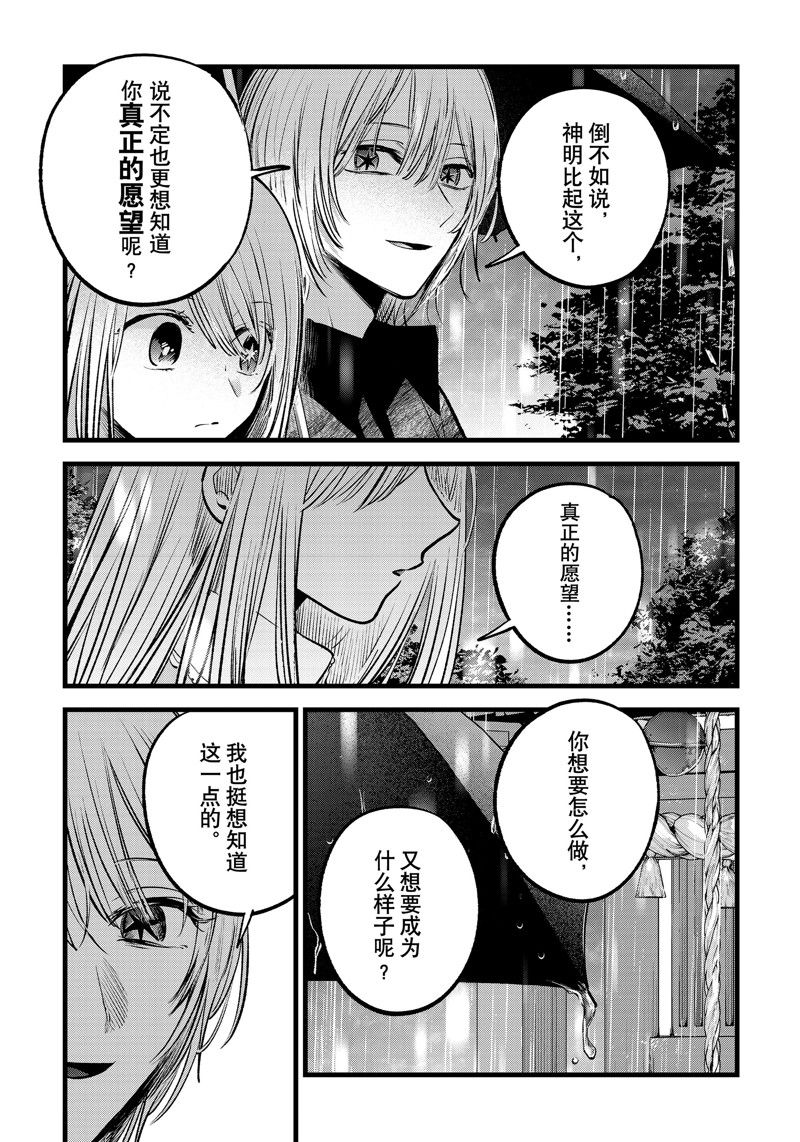 倒不如说，
神明比起这个，
说不定也更想知道
你真正的愿望呢？
真正的愿望
……
你想要怎么做，
又想要成为
什么样子呢？
我也挺想知道
这一点的。